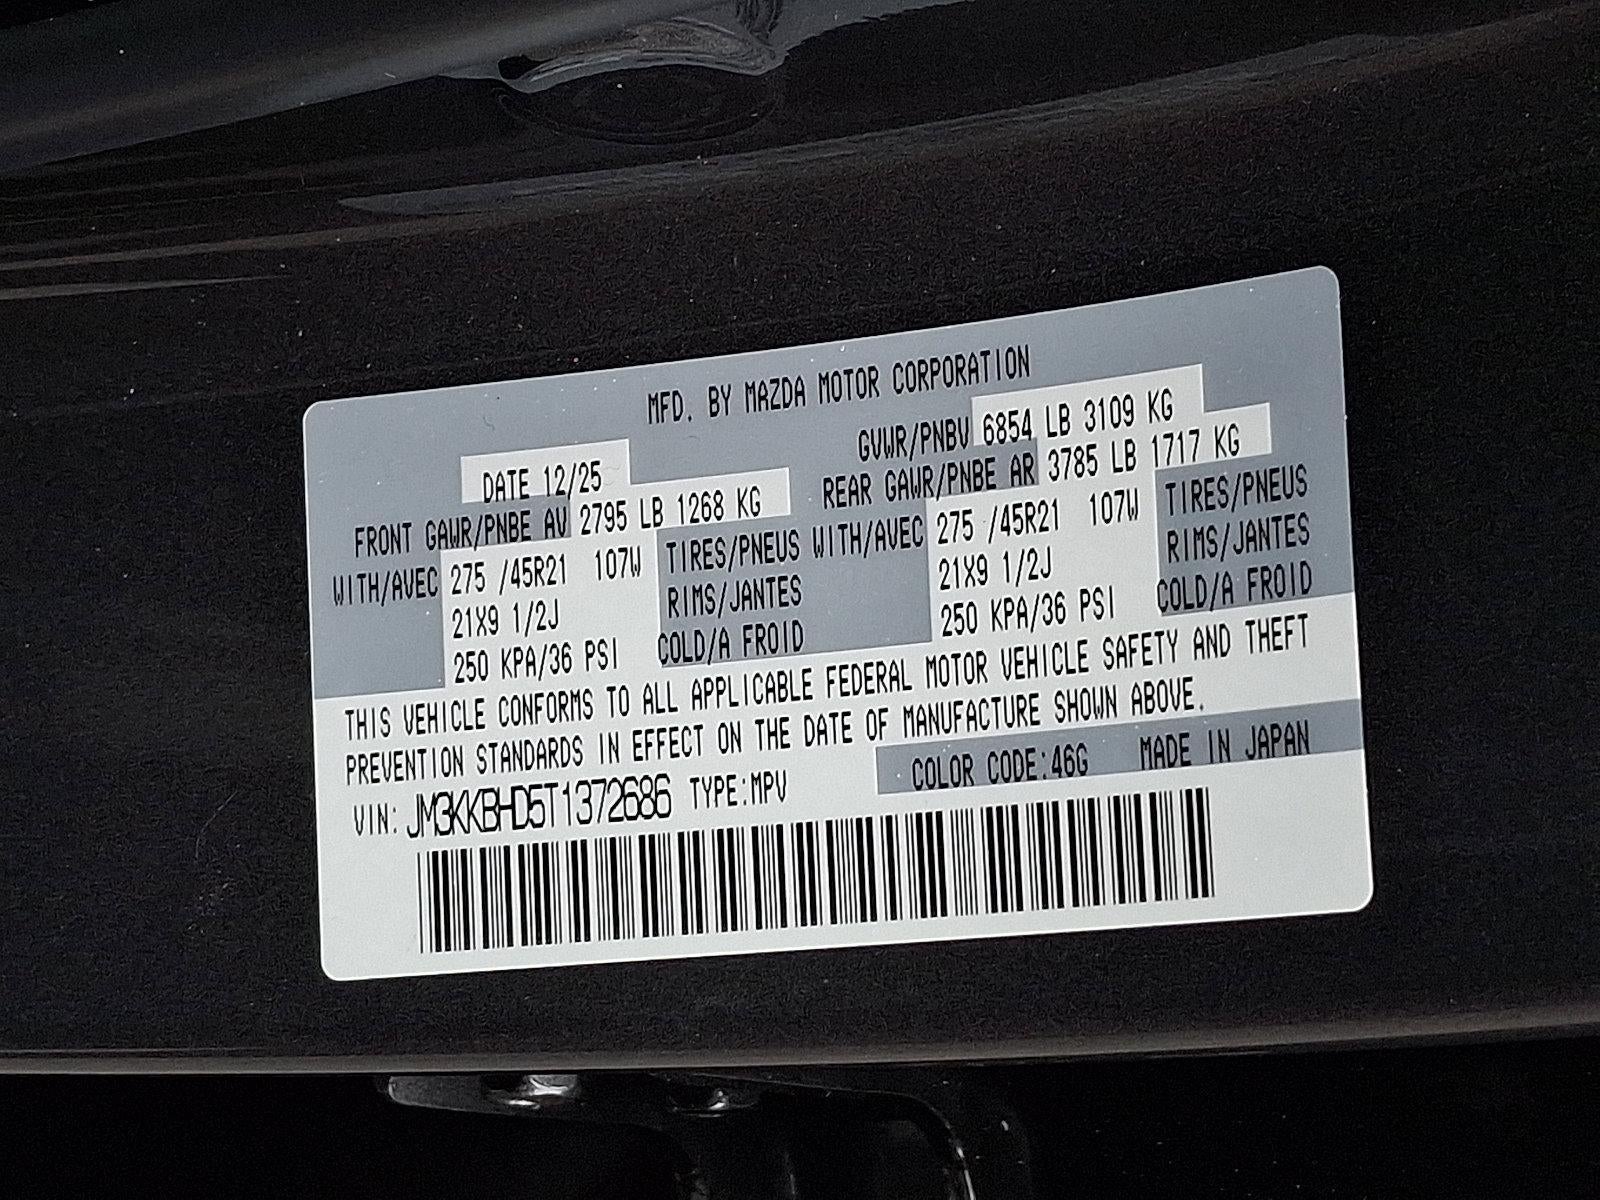 MFD. BY MAZDA MOTOR CORPORATION
DATE 12/25
GVWR/PNBV 6854 LB 3109 KG
FRONT GAWR/PNBE AV 2795 LB 1268 KG
REAR GAWR/PNBE AR 3785 LB 1717 KG
WITH/AVEC 275 /45R21 107W TIRES/PNEUS
21X9 1/2J RIMS/JANTES
250 KPA/36 PSI COLD/A FROID
WITH/AVEC 275 /45R21 107W TIRES/PNEUS
21X9 1/2J RIMS/JANTES
250 KPA/36 PSI COLD/A FROID
THIS VEHICLE CONFORMS TO ALL APPLICABLE FEDERAL MOTOR VEHICLE SAFETY AND THEFT
PREVENTION STANDARDS IN EFFECT ON THE DATE OF MANUFACTURE SHOWN ABOVE.
VIN: JM3KKBHD5T1372686 TYPE:MPV
COLOR CODE:46G MADE IN JAPAN